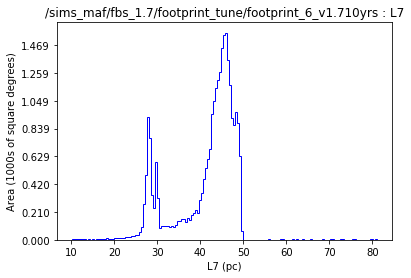 /sims_maf/fbs_1.7/footprint_tune/footprint_6_v1.710yrs : L7
Area (1000s of square degrees)
1.469
1.259
1.049
0.839
0.629
0.420
0.210
0.000
10 20 30 40 50 60 70 80
L7 (pc)